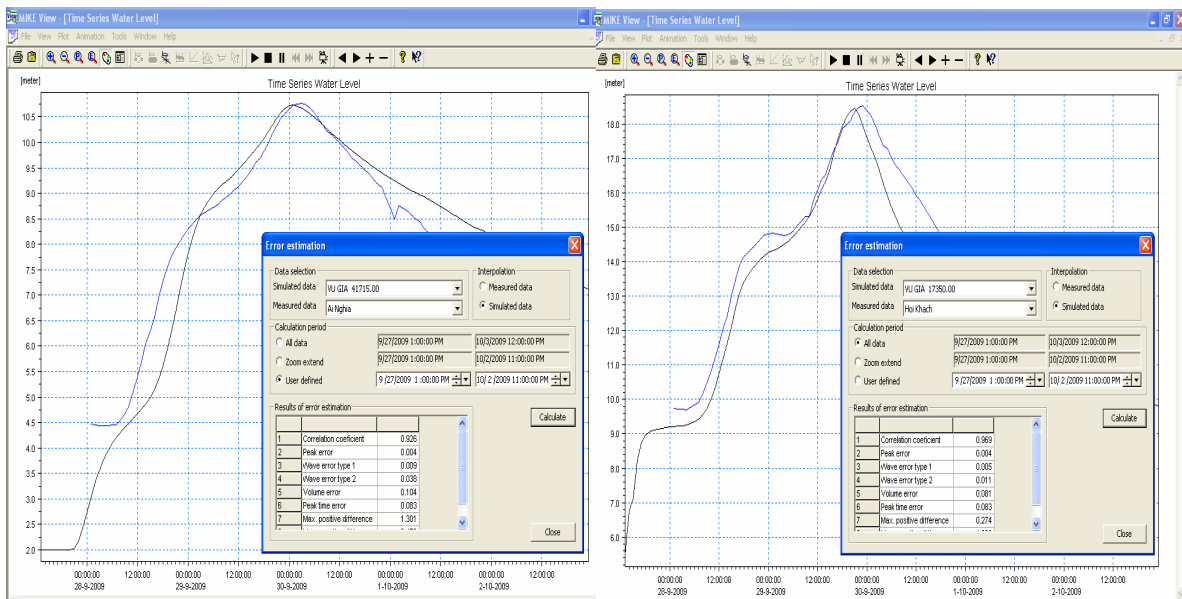 MIKE View - [Time Series Water Level]
File View Plot Animation Tools Window Help
[meter]
Time Series Water Level
10.5
10.0
9.5
9.0
8.5
8.0
7.5
7.0
6.5
6.0
5.5
5.0
4.5
4.0
3.5
3.0
2.5
2.0
Error estimation
Data selection
Interpolation
Simulated data VU GIA 41715.00
Measured data
Measured data Ai Nghia
Simulated data
Calculation period
All data 9/27/2009 1:00:00 PM 10/3/2009 12:00:00 PM
Zoom extend 9/27/2009 1:00:00 PM 10/2/2009 11:00:00 PM
User defined 9 /27/2009 1 :00:00 PM 10/ 2 /2009 11:00:00 PM
Results of error estimation
Calculate
1 Correlation coeficient 0.926
2 Peak error 0.004
3 Wave error type 1 0.009
4 Wave error type 2 0.038
5 Volume error 0.104
6 Peak time error 0.083
7 Max. positive difference 1.301
Close
00:00:00 12:00:00 00:00:00 12:00:00 00:00:00 12:00:00 00:00:00 12:00:00 00:00:00 12:00:00
28-9-2009 29-9-2009 30-9-2009 1-10-2009 2-10-2009
MIKE View - [Time Series Water Level]
File View Plot Animation Tools Window Help
[meter]
Time Series Water Level
18.0
17.0
16.0
15.0
14.0
13.0
12.0
11.0
10.0
9.0
8.0
7.0
6.0
Error estimation
Data selection
Interpolation
Simulated data VU GIA 17350.00
Measured data
Measured data Hoi Khach
Simulated data
Calculation period
All data 9/27/2009 1:00:00 PM 10/3/2009 12:00:00 PM
Zoom extend 9/27/2009 1:00:00 PM 10/2/2009 11:00:00 PM
User defined 9 /27/2009 1 :00:00 PM 10/ 2 /2009 11:00:00 PM
Results of error estimation
Calculate
1 Correlation coeficient 0.969
2 Peak error 0.004
3 Wave error type 1 0.005
4 Wave error type 2 0.011
5 Volume error 0.081
6 Peak time error 0.083
7 Max. positive difference 0.274
Close
00:00:00 12:00:00 00:00:00 12:00:00 00:00:00 12:00:00 00:00:00 12:00:00 00:00:00 12:00:00
28-9-2009 29-9-2009 30-9-2009 1-10-2009 2-10-2009